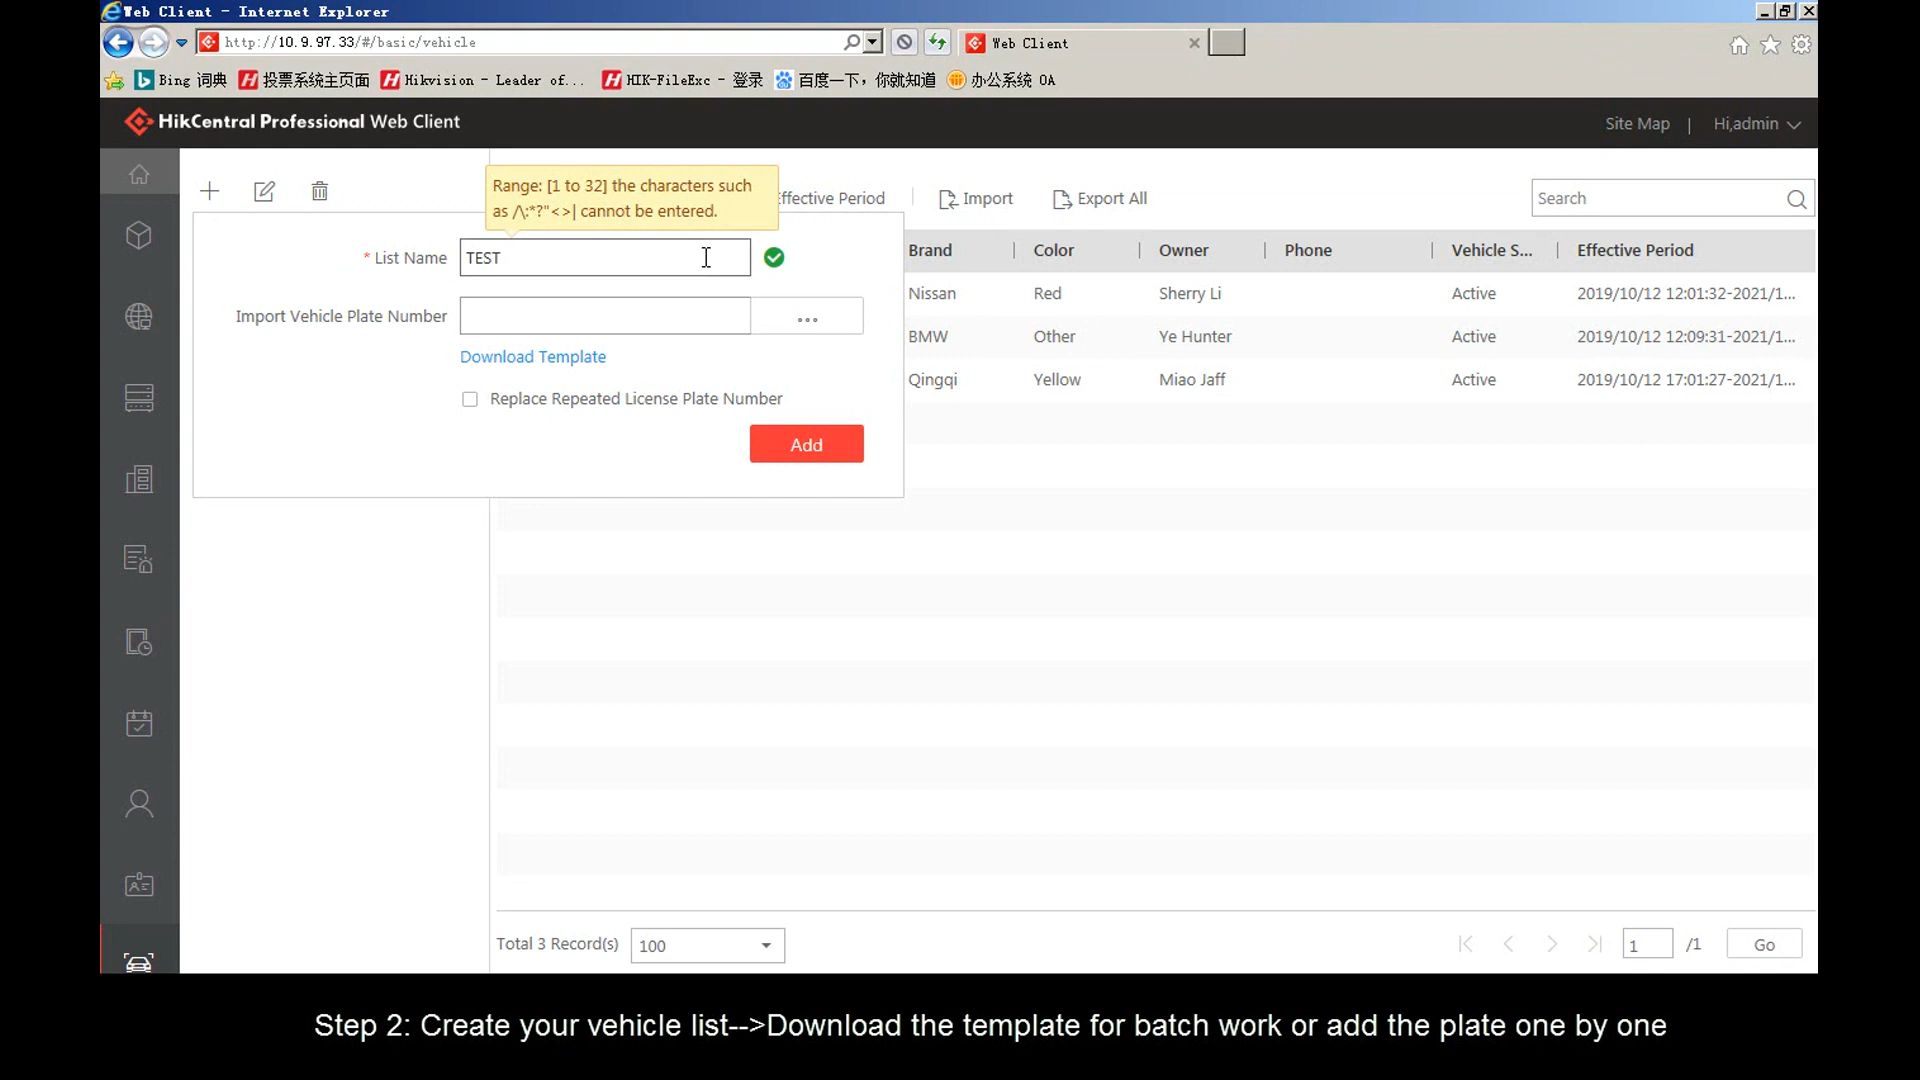 Web Client - Internet Explorer
http://10.9.97.33/#/basic/vehicle
Web Client
Bing 词典
投票系统主页面
Hikvision - Leader of...
HIK-FileExc - 登录
百度一下，你就知道
办公系统 OA
HikCentral Professional Web Client
Site Map | Hi,admin
Range: [1 to 32] the characters such
as /\:*?"<>| cannot be entered.
ffective Period
Import
Export All
Search
* List Name TEST
Import Vehicle Plate Number ...
Download Template
Replace Repeated License Plate Number
Add
Brand | Color | Owner | Phone | Vehicle S... | Effective Period
Nissan Red Sherry Li Active 2019/10/12 12:01:32-2021/1...
BMW Other Ye Hunter Active 2019/10/12 12:09:31-2021/1...
Qingqi Yellow Miao Jaff Active 2019/10/12 17:01:27-2021/1...
Total 3 Record(s) 100 1 /1 Go
Step 2: Create your vehicle list-->Download the template for batch work or add the plate one by one